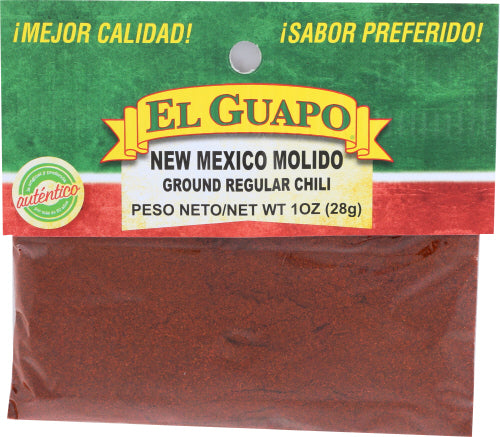 ¡MEJOR CALIDAD! ¡SABOR PREFERIDO!
EL GUAPO®
NEW MEXICO MOLIDO
GROUND REGULAR CHILI
PESO NETO/NET WT 1OZ (28g)
auténtico